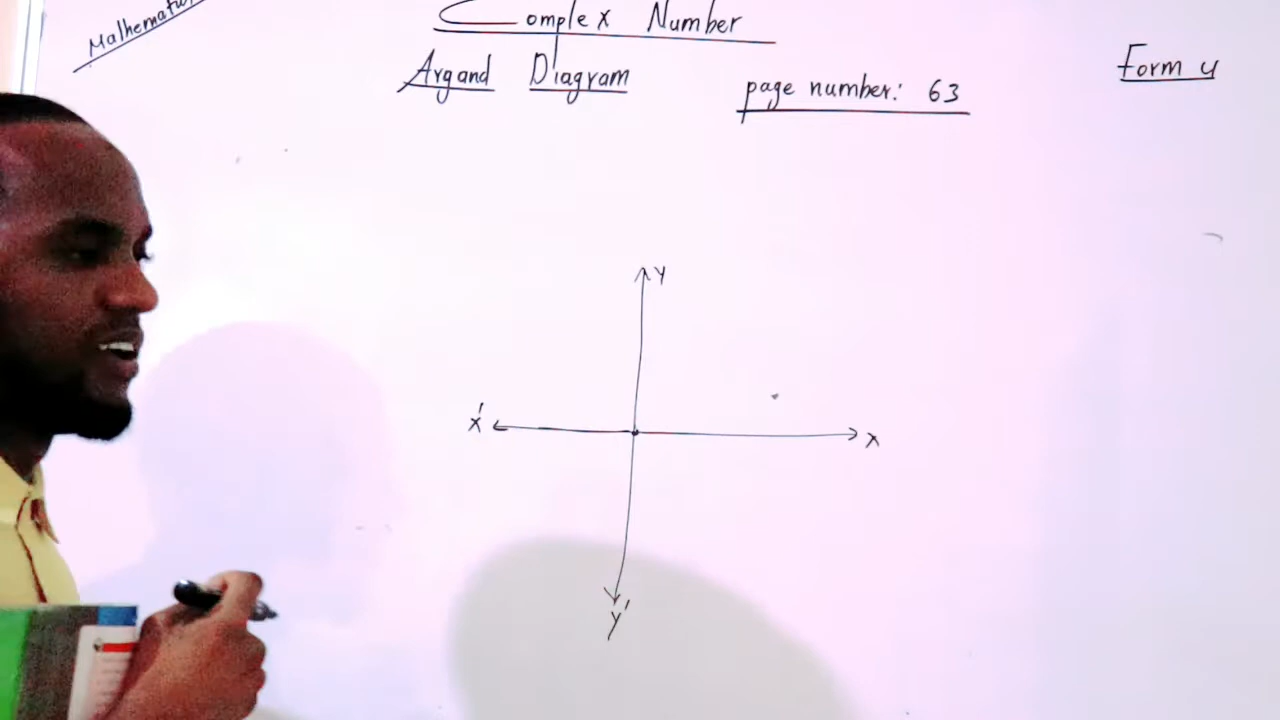 Complex Number
Argand Diagram
page number: 63
Form 4
y
x'
x
y'